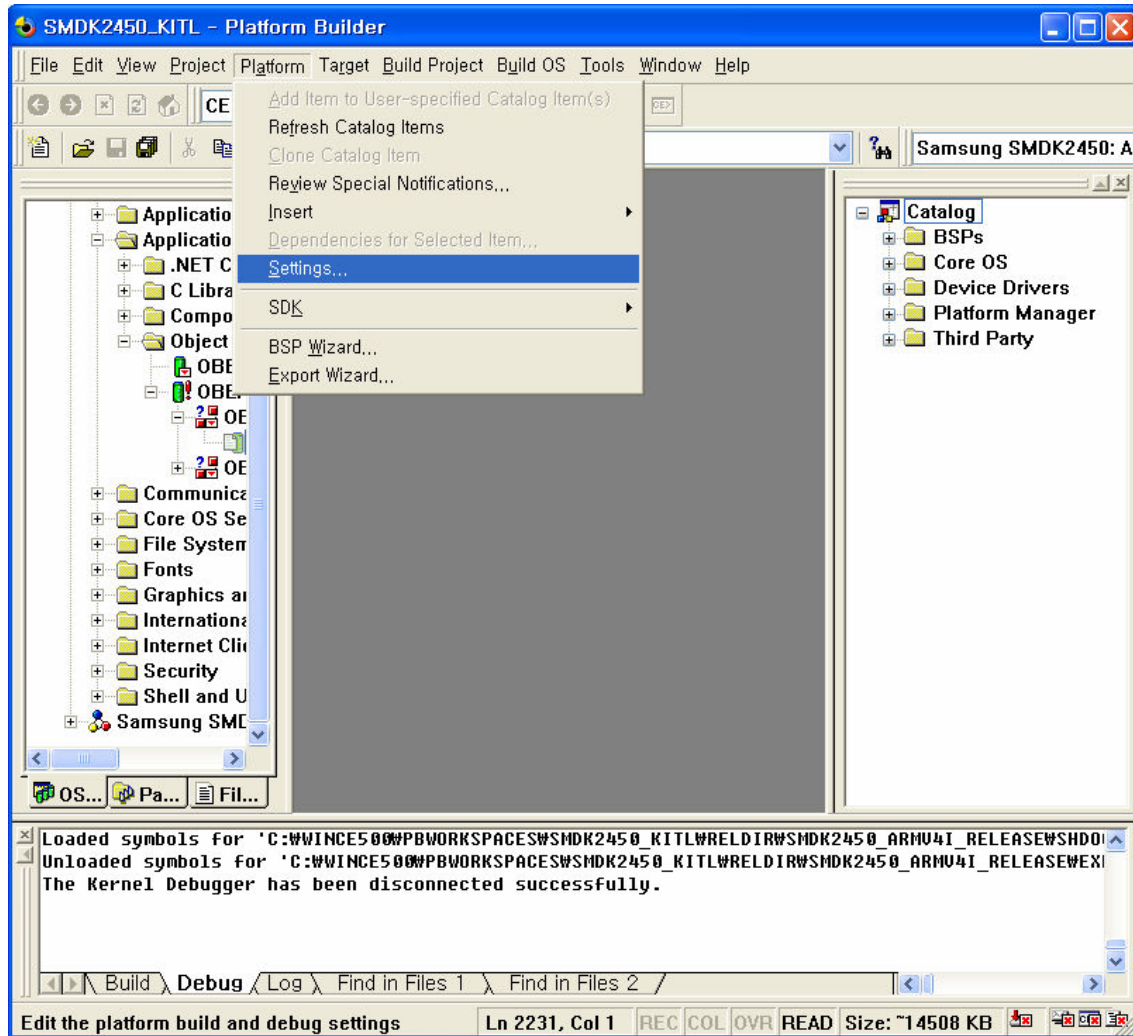 SMDK2450_KITL - Platform Builder
File Edit View Project Platform Target Build Project Build OS Tools Window Help
CE
Samsung SMDK2450: A
Add Item to User-specified Catalog Item(s)
Refresh Catalog Items
Clone Catalog Item
Review Special Notifications...
Insert
Dependencies for Selected Item...
Settings...
SDK
BSP Wizard...
Export Wizard...
Applicatio
Applicatio
.NET C
C Libra
Compo
Object
OBE
OBE
OE
OE
Communica
Core OS Se
File System
Fonts
Graphics a
Internationa
Internet Clie
Security
Shell and U
Samsung SMD
OS... Pa... Fil...
Catalog
BSPs
Core OS
Device Drivers
Platform Manager
Third Party
Loaded symbols for 'C:₩WINCE500₩PBWORKSPACES₩SMDK2450_KITL₩RELDIR₩SMDK2450_ARMV4I_RELEASE₩SHDO
Unloaded symbols for 'C:₩WINCE500₩PBWORKSPACES₩SMDK2450_KITL₩RELDIR₩SMDK2450_ARMV4I_RELEASE₩EX
The Kernel Debugger has been disconnected successfully.
Build Debug Log Find in Files 1 Find in Files 2
Edit the platform build and debug settings Ln 2231, Col 1 REC COL OVR READ Size: ~14508 KB